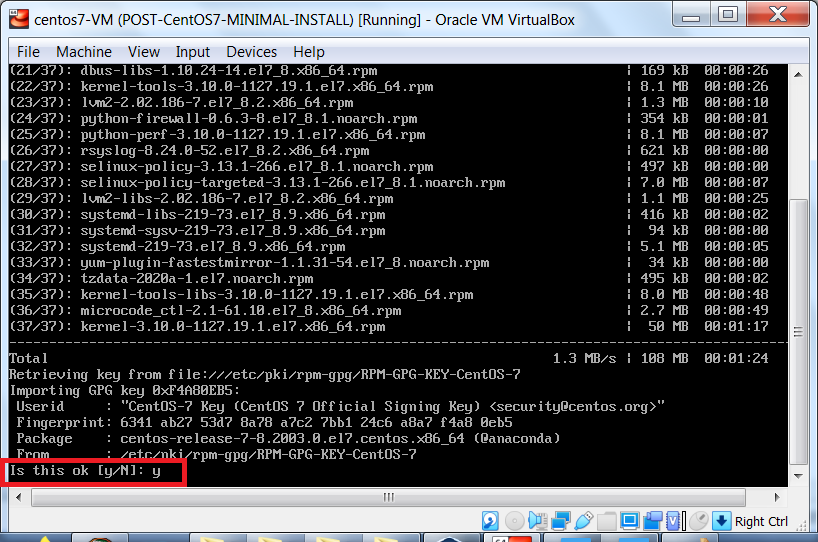 centos7-VM (POST-CentOS7-MINIMAL-INSTALL) [Running] - Oracle VM VirtualBox
File Machine View Input Devices Help
(21/37): dbus-libs-1.10.24-14.el7_8.x86_64.rpm | 169 kB 00:00:26
(22/37): kernel-tools-3.10.0-1127.19.1.el7.x86_64.rpm | 8.1 MB 00:00:26
(23/37): lvm2-2.02.186-7.el7_8.2.x86_64.rpm | 1.3 MB 00:00:10
(24/37): python-firewall-0.6.3-8.el7_8.1.noarch.rpm | 354 kB 00:00:01
(25/37): python-perf-3.10.0-1127.19.1.el7.x86_64.rpm | 8.1 MB 00:00:07
(26/37): rsyslog-8.24.0-52.el7_8.2.x86_64.rpm | 621 kB 00:00:00
(27/37): selinux-policy-3.13.1-266.el7_8.1.noarch.rpm | 497 kB 00:00:00
(28/37): selinux-policy-targeted-3.13.1-266.el7_8.1.noarch.rpm | 7.0 MB 00:00:07
(29/37): lvm2-libs-2.02.186-7.el7_8.2.x86_64.rpm | 1.1 MB 00:00:25
(30/37): systemd-libs-219-73.el7_8.9.x86_64.rpm | 416 kB 00:00:02
(31/37): systemd-sysv-219-73.el7_8.9.x86_64.rpm | 94 kB 00:00:00
(32/37): systemd-219-73.el7_8.9.x86_64.rpm | 5.1 MB 00:00:05
(33/37): yum-plugin-fastestmirror-1.1.31-54.el7_8.noarch.rpm | 34 kB 00:00:00
(34/37): tzdata-2020a-1.el7.noarch.rpm | 495 kB 00:00:02
(35/37): kernel-tools-libs-3.10.0-1127.19.1.el7.x86_64.rpm | 8.0 MB 00:00:48
(36/37): microcode_ctl-2.1-61.10.el7_8.x86_64.rpm | 2.7 MB 00:00:49
(37/37): kernel-3.10.0-1127.19.1.el7.x86_64.rpm | 50 MB 00:01:17
--------------------------------------------------------------------------------
Total 1.3 MB/s | 108 MB 00:01:24
Retrieving key from file:///etc/pki/rpm-gpg/RPM-GPG-KEY-CentOS-7
Importing GPG key 0xF4A80EB5:
Userid : "CentOS-7 Key (CentOS 7 Official Signing Key) <security@centos.org>"
Fingerprint: 6341 ab27 53d7 8a78 a7c2 7bb1 24c6 a8a7 f4a8 0eb5
Package : centos-release-7-8.2003.0.el7.centos.x86_64 (@anaconda)
From : /etc/pki/rpm-gpg/RPM-GPG-KEY-CentOS-7
Is this ok [y/N]: y
Right Ctrl